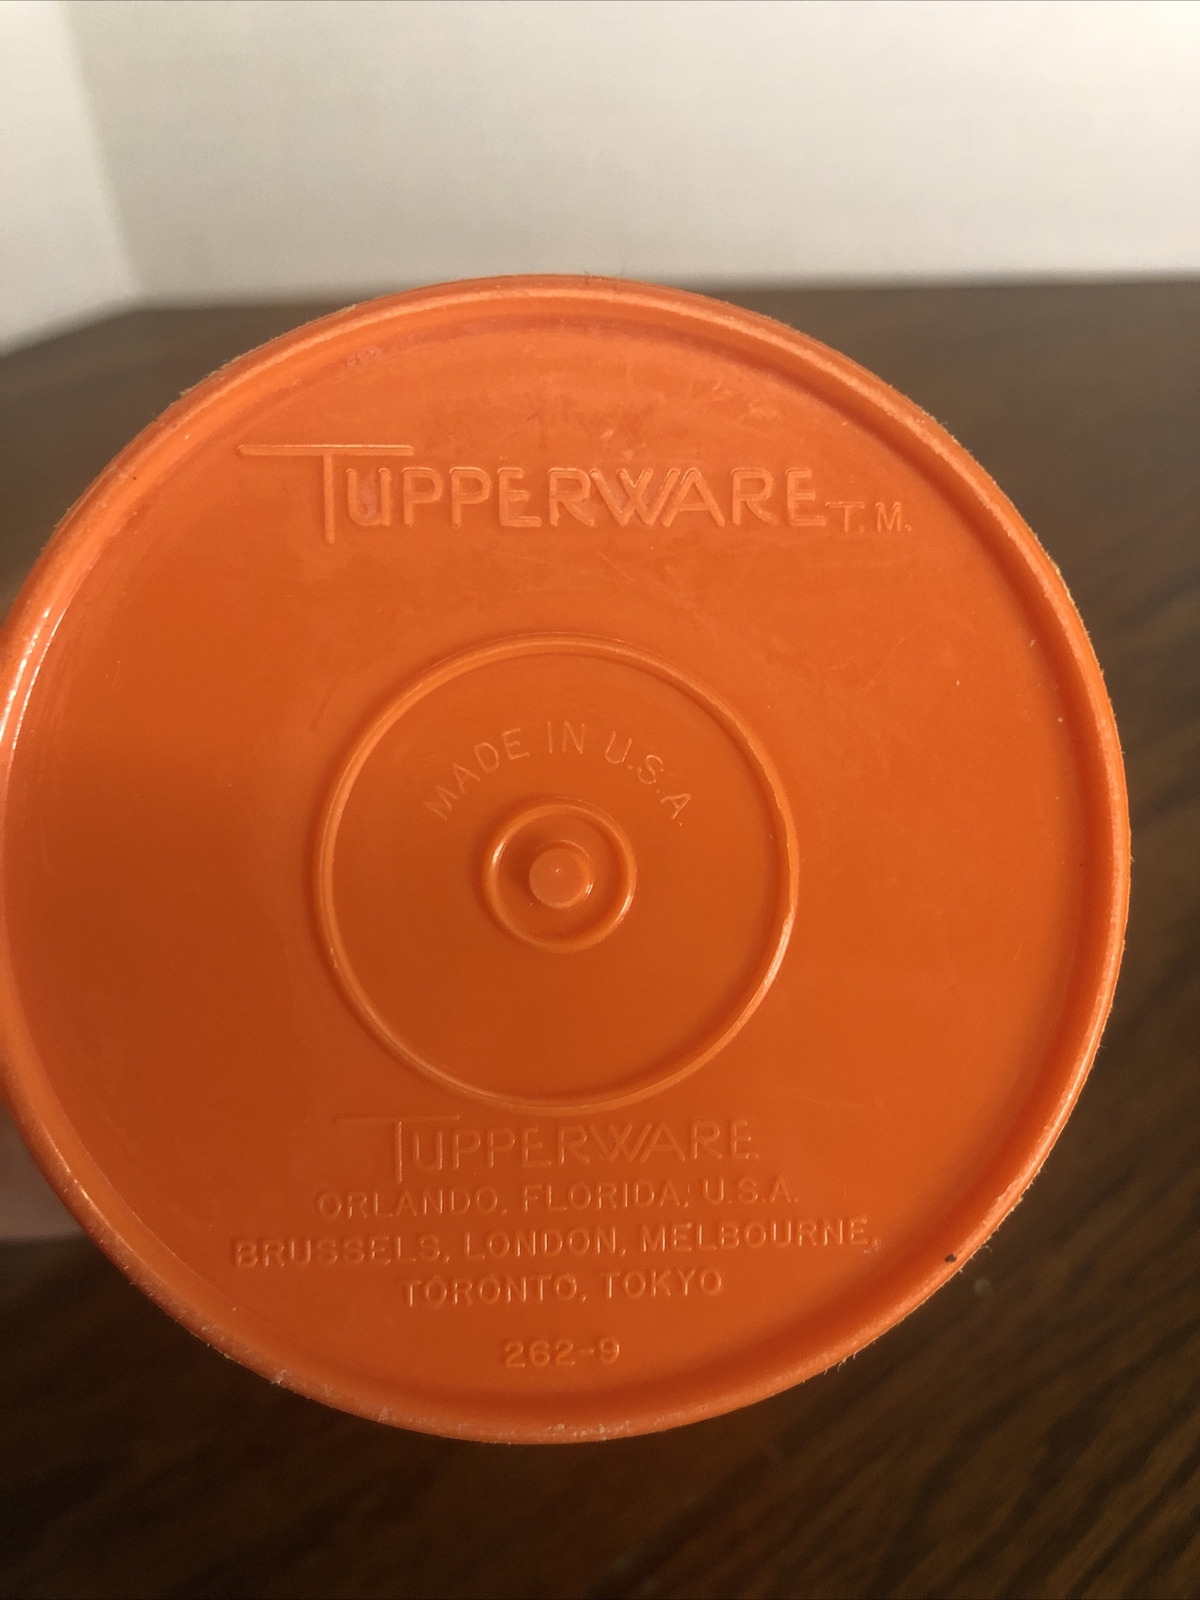 TUPPERWARE T.M.
MADE IN U.S.A.
TUPPERWARE
ORLANDO, FLORIDA, U.S.A.
BRUSSELS, LONDON, MELBOURNE,
TORONTO, TOKYO
262-9